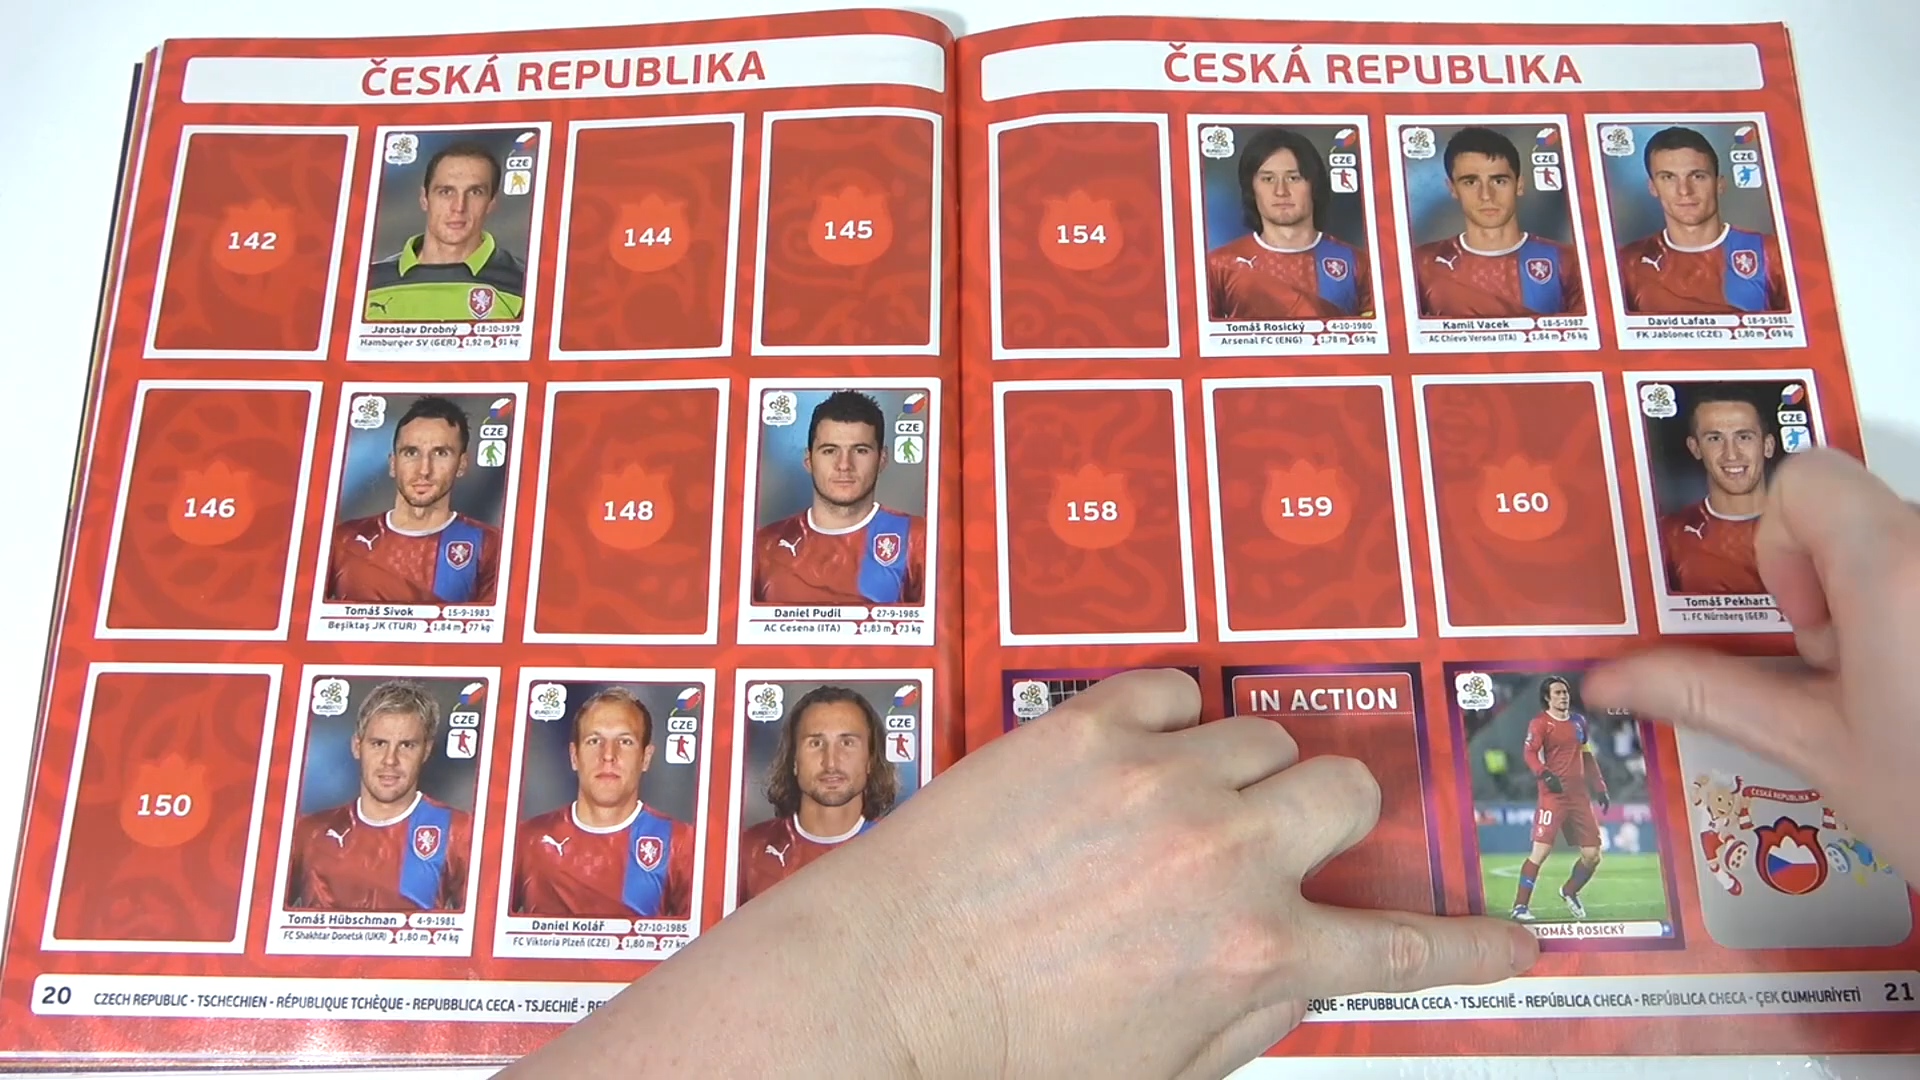 ČESKÁ REPUBLIKA
142
CZE
Jaroslav Drobný 18-10-1979
Hamburger SV (GER) 1,92 m 91 kg
144
145
146
CZE
Tomáš Sivok 15-9-1983
Beşiktaş JK (TUR) 1,84 m 77 kg
148
CZE
Daniel Pudil 27-9-1985
AC Cesena (ITA) 1,83 m 73 kg
150
CZE
Tomáš Hübschman 4-9-1981
FC Shakhtar Donetsk (UKR) 1,80 m 74 kg
CZE
Daniel Kolář 27-10-1985
FC Viktoria Plzeň (CZE) 1,80 m 77 kg
CZE
20 CZECH REPUBLIC - TSCHECHIEN - RÉPUBLIQUE TCHÈQUE - REPUBBLICA CECA - TSJECHIË -
ČESKÁ REPUBLIKA
154
CZE
Tomáš Rosický 4-10-1980
Arsenal FC (ENG) 1,78 m 65 kg
CZE
Kamil Vacek 18-5-1987
AC Chievo Verona (ITA) 1,84 m 76 kg
CZE
David Lafata 18-9-1981
FK Jablonec (CZE) 1,80 m 69 kg
158
159
160
CZE
Tomáš Pekhart
1. FC Nürnberg (GER)
IN ACTION
CZE
10
TOMÁŠ ROSICKÝ
ČESKÁ REPUBLIKA
- REPUBBLICA CECA - TSJECHIË - REPÚBLICA CHECA - REPÚBLICA CHECA - ÇEK CUMHURİYETİ 21